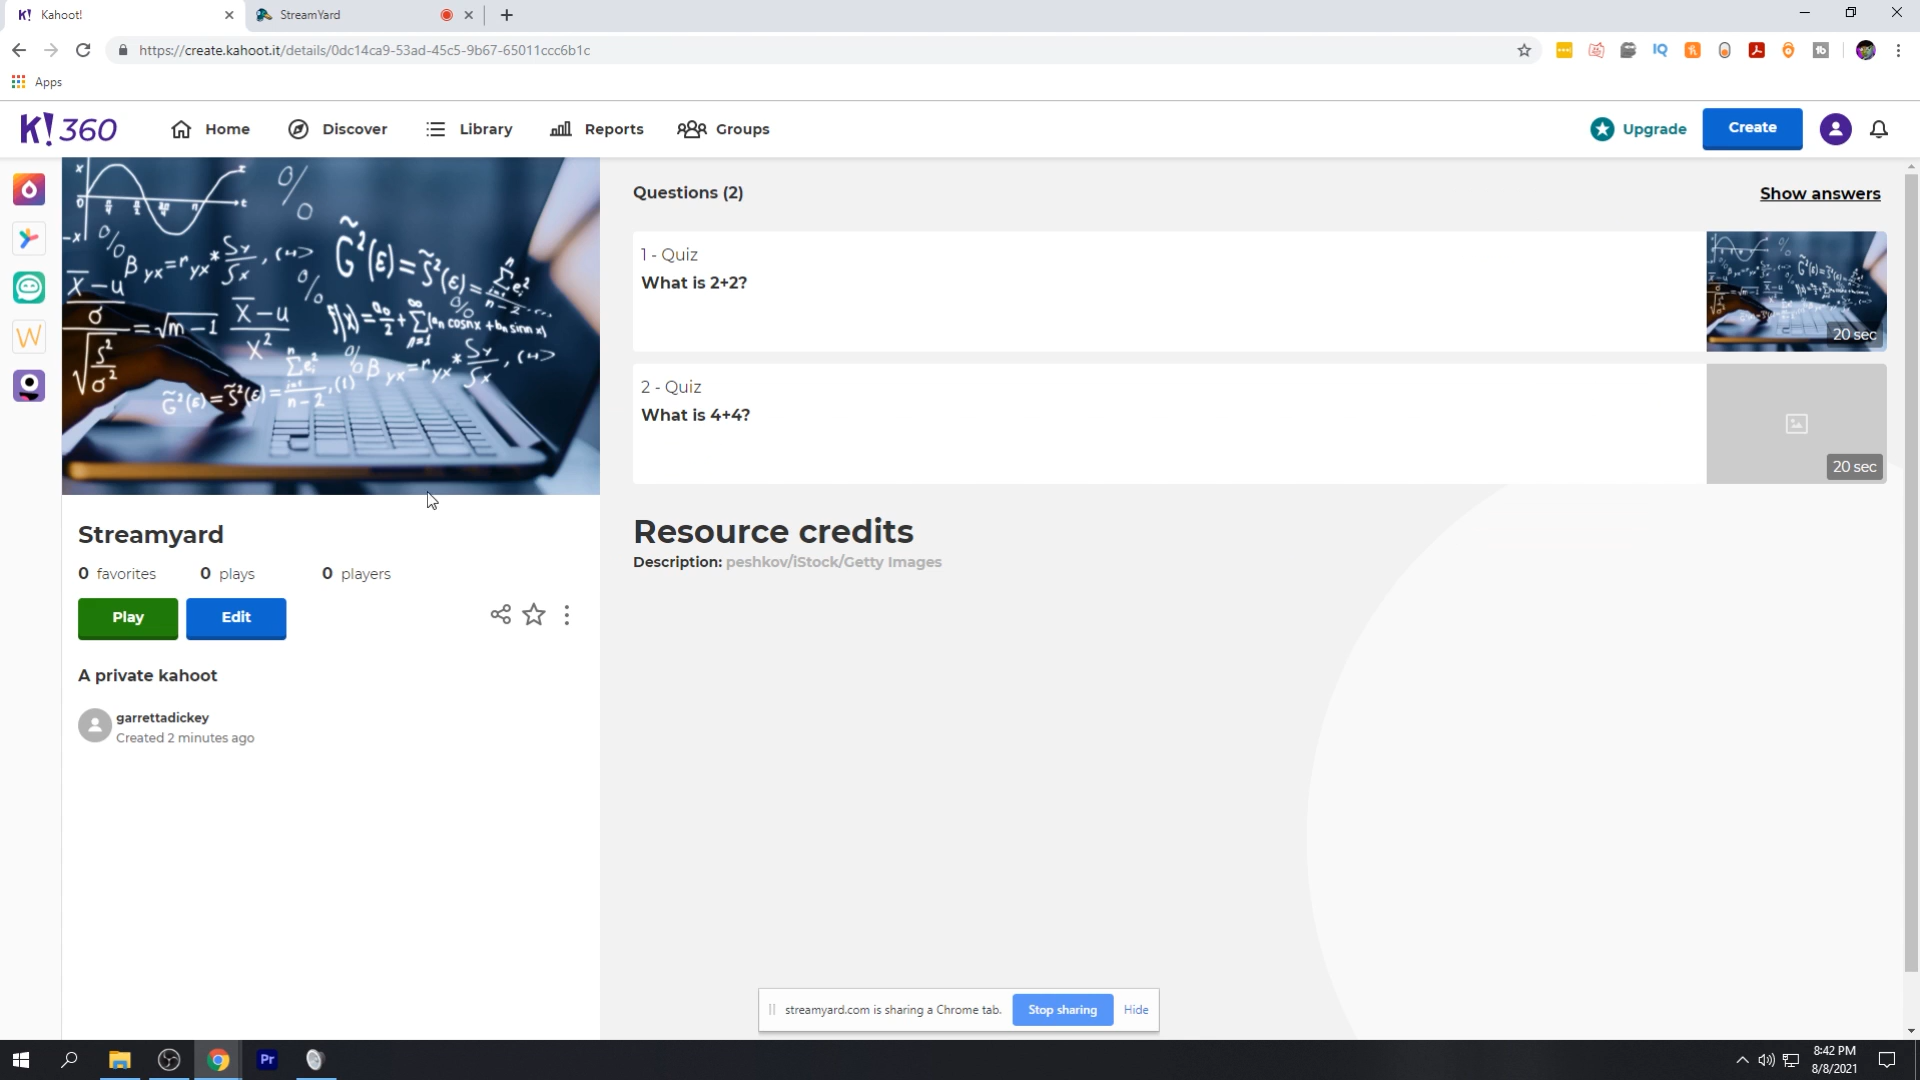 Kahoot!
StreamYard
https://create.kahoot.it/details/0dc14ca9-53ad-45c5-9b67-65011ccc6b1c
Apps
K! 360
Home
Discover
Library
Reports
Groups
Upgrade
Create
Questions (2)
Show answers
1 - Quiz
What is 2+2?
20 sec
2 - Quiz
What is 4+4?
20 sec
Resource credits
Description: peshkov/iStock/Getty Images
Streamyard
0 favorites 0 plays 0 players
Play
Edit
A private kahoot
garrettadickey
Created 2 minutes ago
streamyard.com is sharing a Chrome tab.
Stop sharing
Hide
Pr
8:42 PM
8/8/2021